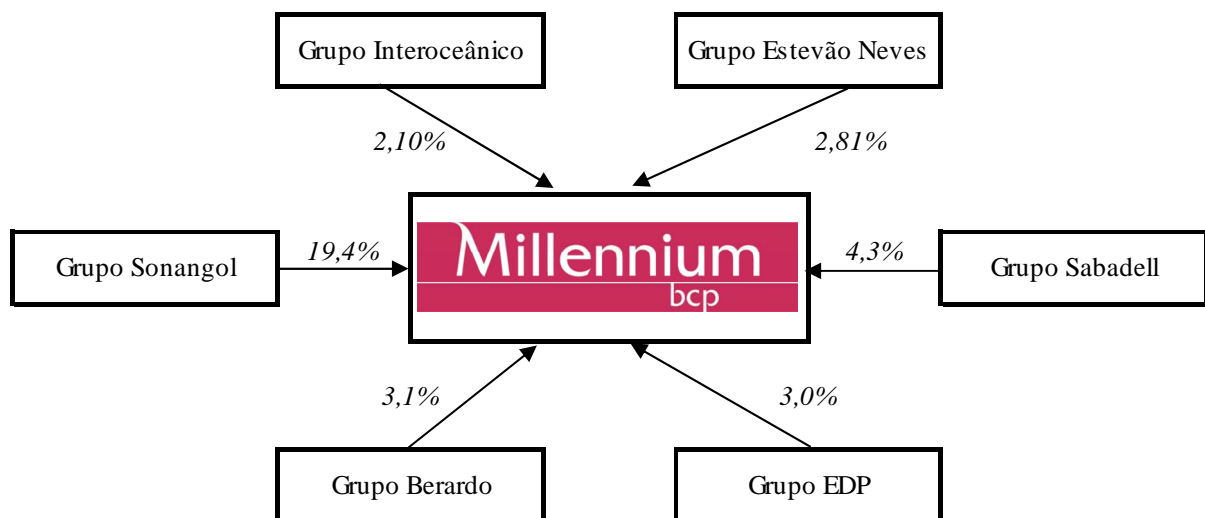 Grupo Interoceânico
Grupo Estevão Neves
2,10%
2,81%
Grupo Sonangol
19,4%
Millennium
bcp
4,3%
Grupo Sabadell
3,1%
3,0%
Grupo Berardo
Grupo EDP